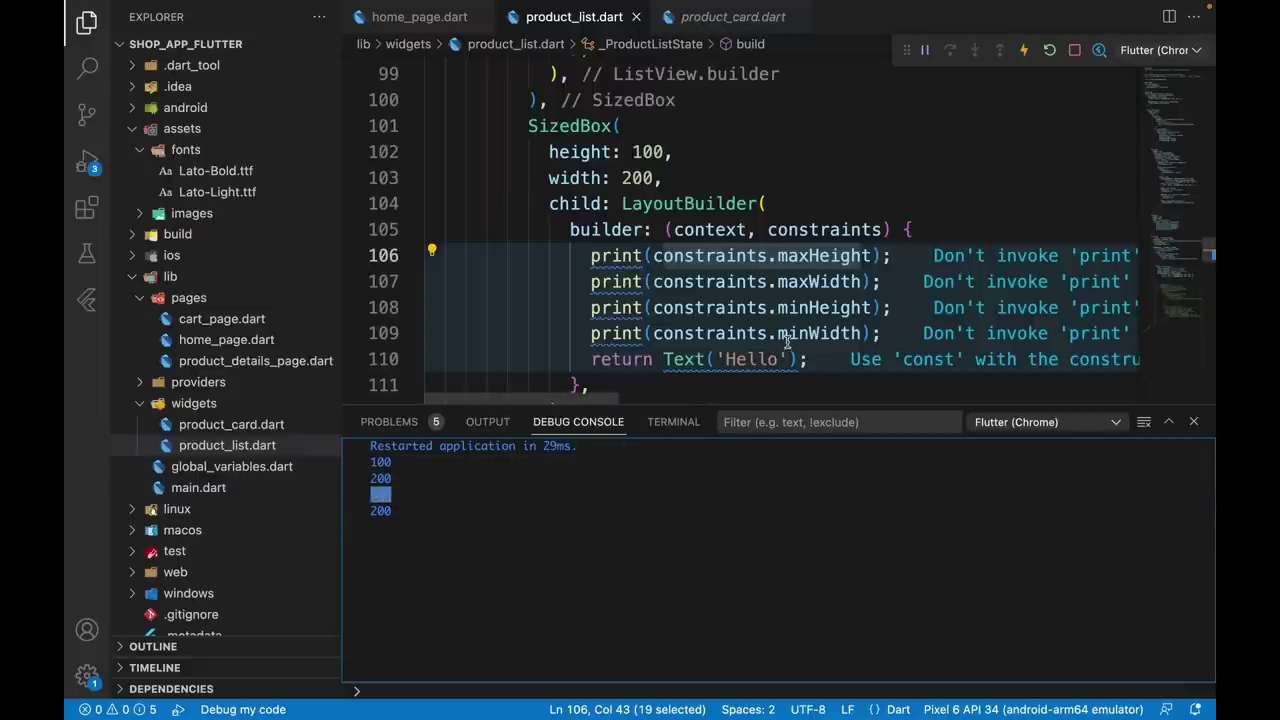 EXPLORER
SHOP_APP_FLUTTER
.dart_tool
.idea
android
assets
fonts
Aa Lato-Bold.ttf
Aa Lato-Light.ttf
images
build
ios
lib
pages
cart_page.dart
home_page.dart
product_details_page.dart
providers
widgets
product_card.dart
product_list.dart
global_variables.dart
main.dart
linux
macos
test
web
windows
.gitignore
.metadata
OUTLINE
TIMELINE
DEPENDENCIES
3
1
home_page.dart
product_list.dart
product_card.dart
lib > widgets > product_list.dart > _ProductListState > build
Flutter (Chror
99 ), // ListView.builder
100 ), // SizedBox
101 SizedBox(
102 height: 100,
103 width: 200,
104 child: LayoutBuilder(
105 builder: (context, constraints) {
106 print(constraints.maxHeight); Don't invoke 'print'
107 print(constraints.maxWidth); Don't invoke 'print'
108 print(constraints.minHeight); Don't invoke 'print'
109 print(constraints.minWidth); Don't invoke 'print'
110 return Text('Hello'); Use 'const' with the constru
111 },
PROBLEMS 5 OUTPUT DEBUG CONSOLE TERMINAL Filter (e.g. text, !exclude) Flutter (Chrome)
Restarted application in 29ms.
100
200
200
0 0 5 Debug my code Ln 106, Col 43 (19 selected) Spaces: 2 UTF-8 LF {} Dart Pixel 6 API 34 (android-arm64 emulator)